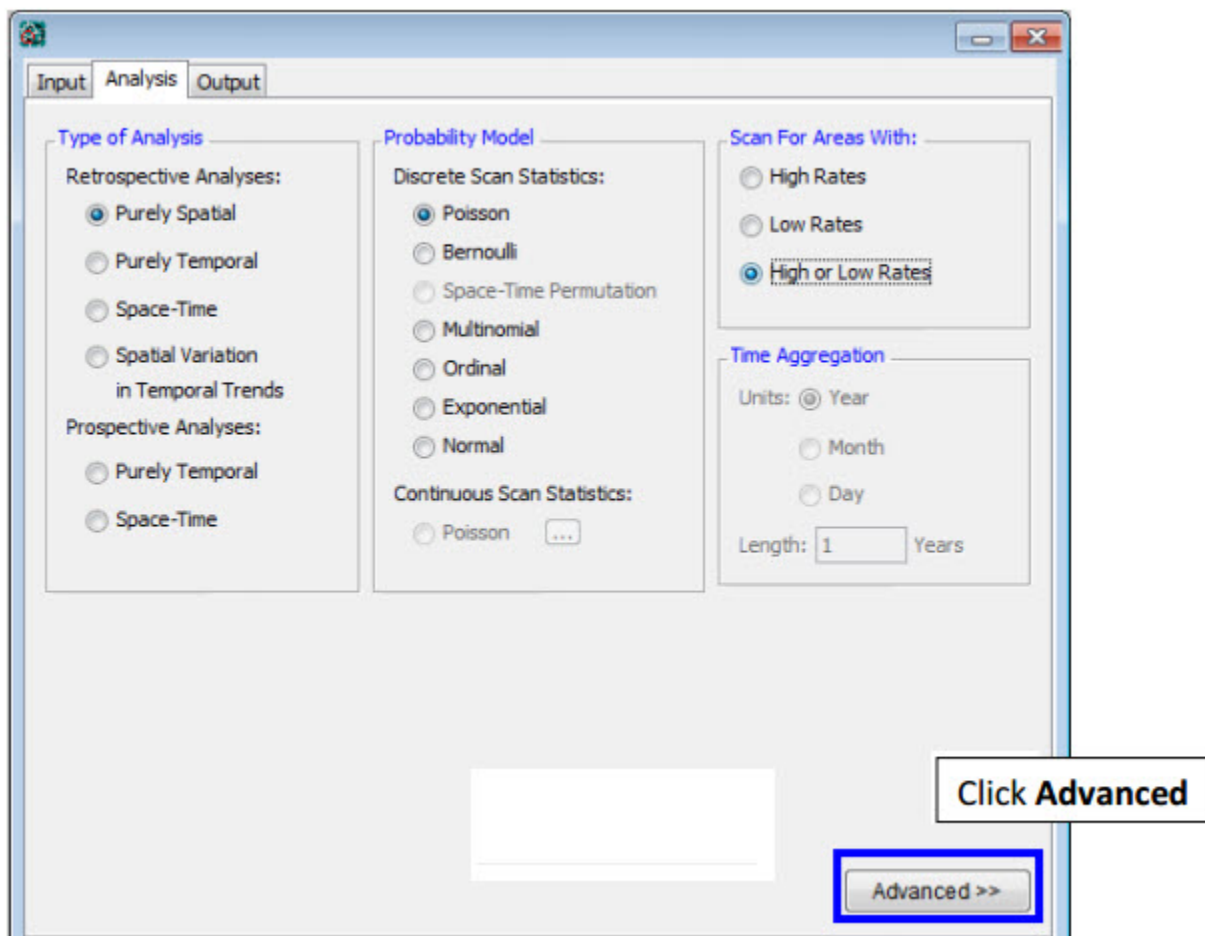 Input Analysis Output
Type of Analysis
Retrospective Analyses:
Purely Spatial
Purely Temporal
Space-Time
Spatial Variation
in Temporal Trends
Prospective Analyses:
Purely Temporal
Space-Time
Probability Model
Discrete Scan Statistics:
Poisson
Bernoulli
Space-Time Permutation
Multinomial
Ordinal
Exponential
Normal
Continuous Scan Statistics:
Poisson ...
Scan For Areas With:
High Rates
Low Rates
High or Low Rates
Time Aggregation
Units: Year
Month
Day
Length: 1 Years
Click Advanced
Advanced >>